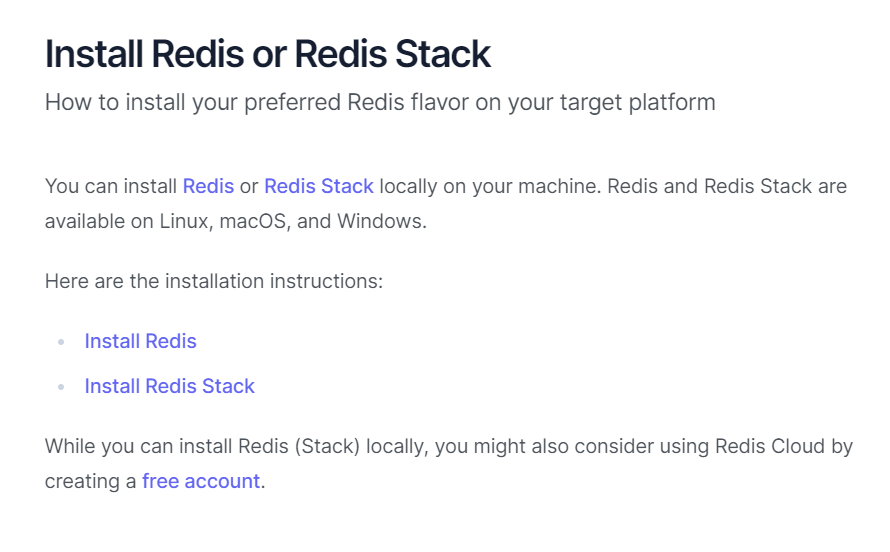 Install Redis or Redis Stack
How to install your preferred Redis flavor on your target platform
You can install Redis or Redis Stack locally on your machine. Redis and Redis Stack are
available on Linux, macOS, and Windows.
Here are the installation instructions:
Install Redis
Install Redis Stack
While you can install Redis (Stack) locally, you might also consider using Redis Cloud by
creating a free account.